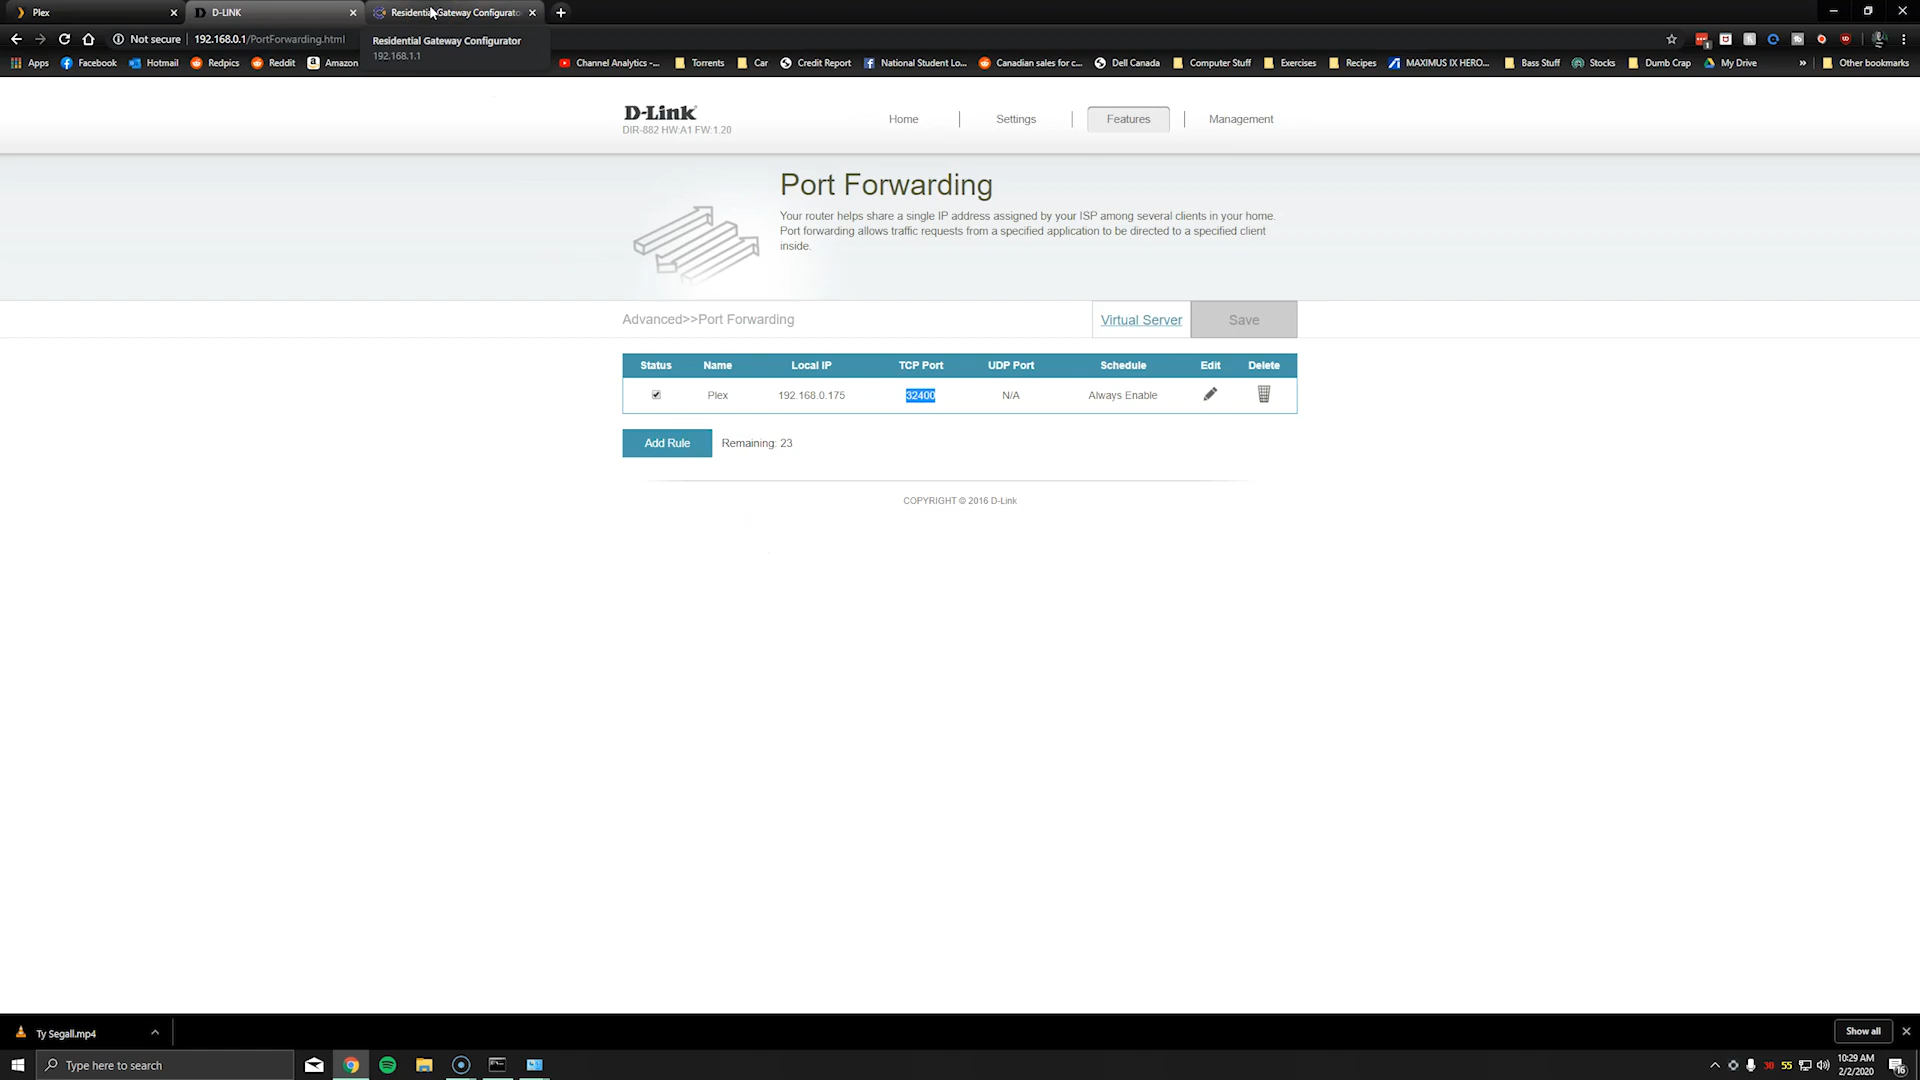 Plex
D-LINK
Residential Gateway Configurato
Not secure
192.168.0.1/PortForwarding.html
Residential Gateway Configurator
192.168.1.1
Apps
Facebook
Hotmail
Redpics
Reddit
Amazon
Channel Analytics -...
Torrents
Car
Credit Report
National Student Lo...
Canadian sales for c...
Dell Canada
Computer Stuff
Exercises
Recipes
MAXIMUS IX HERO...
Bass Stuff
Stocks
Dumb Crap
My Drive
»
Other bookmarks
D-Link
DIR-882 HW:A1 FW:1.20
Home
Settings
Features
Management
Port Forwarding
Your router helps share a single IP address assigned by your ISP among several clients in your home.
Port forwarding allows traffic requests from a specified application to be directed to a specified client
inside.
Advanced>>Port Forwarding
Virtual Server
Save
Status Name Local IP TCP Port UDP Port Schedule Edit Delete
Plex 192.168.0.175 32400 N/A Always Enable
Add Rule
Remaining: 23
COPYRIGHT © 2016 D-Link
Ty Segall.mp4
Show all
Type here to search
30
55
10:29 AM
2/2/2020
16